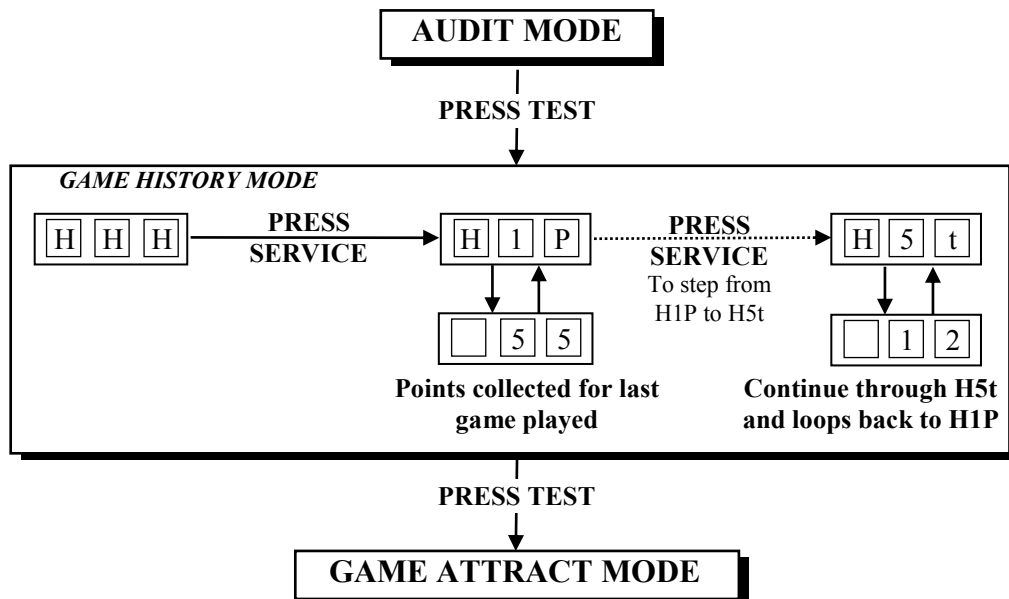 AUDIT MODE
PRESS TEST
GAME HISTORY MODE
H H H
PRESS
SERVICE
H 1 P
PRESS
SERVICE
To step from
H1P to H5t
H 5 t
5 5
1 2
Points collected for last
game played
Continue through H5t
and loops back to H1P
PRESS TEST
GAME ATTRACT MODE